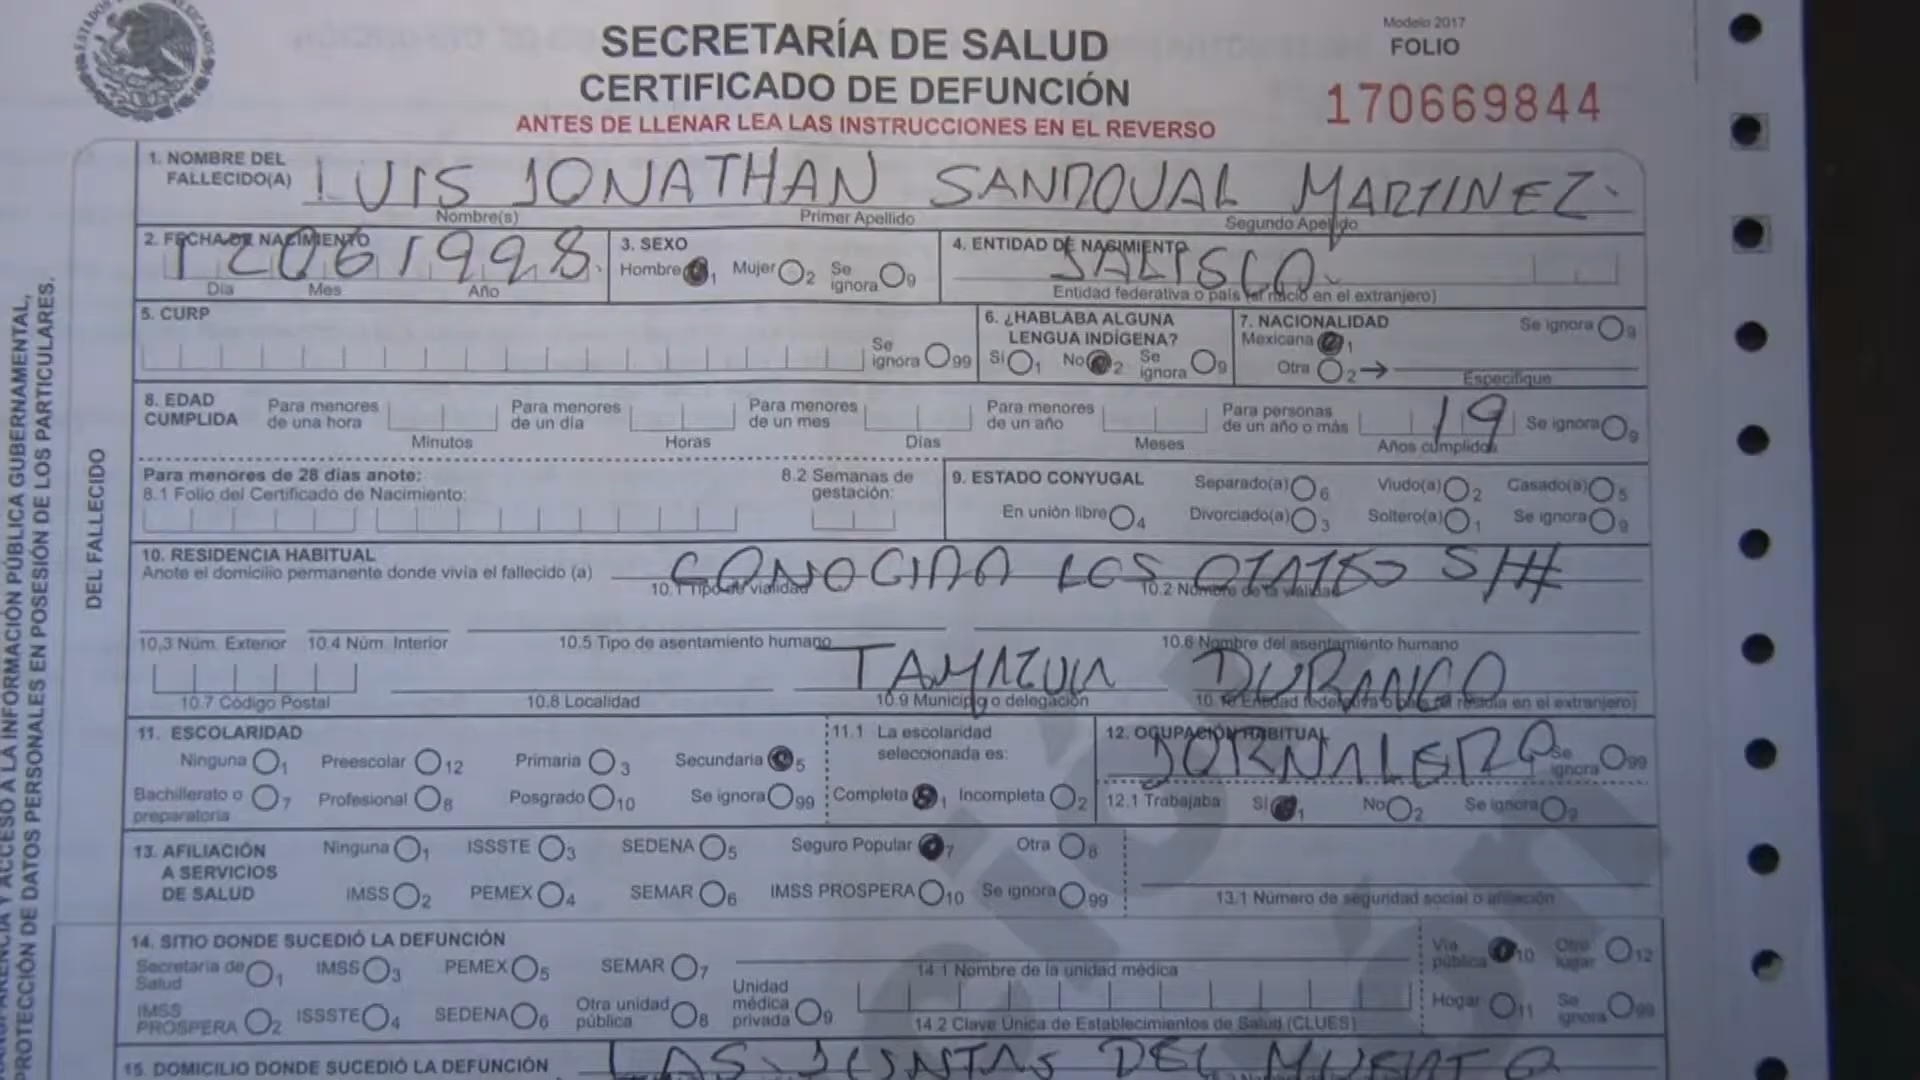 Modelo 2017
SECRETARÍA DE SALUD
FOLIO
CERTIFICADO DE DEFUNCIÓN
170669844
ANTES DE LLENAR LEA LAS INSTRUCCIONES EN EL REVERSO
1. NOMBRE DEL FALLECIDO(A) LUIS JONATHAN SANDOVAL MARTINEZ
Nombre(s) Primer Apellido Segundo Apellido
2. FECHA DE NACIMIENTO 12061998
Día Mes Año
3. SEXO
Hombre 1 Mujer 2 Se ignora 9
4. ENTIDAD DE NACIMIENTO JALISCO
Entidad federativa o país (si nació en el extranjero)
5. CURP
Se ignora 99
6. ¿HABLABA ALGUNA LENGUA INDÍGENA?
Sí 1 No 2 Se ignora 9
7. NACIONALIDAD Se ignora 9
Mexicana 1
Otra 2 → Especifique
8. EDAD CUMPLIDA
Para menores de una hora Minutos
Para menores de un día Horas
Para menores de un mes Días
Para menores de un año Meses
Para personas de un año o más 19 Años cumplidos Se ignora 9
Para menores de 28 días anote:
8.1 Folio del Certificado de Nacimiento:
8.2 Semanas de gestación:
9. ESTADO CONYUGAL
Separado(a) 6 Viudo(a) 2 Casado(a) 5
En unión libre 4 Divorciado(a) 3 Soltero(a) 1 Se ignora 9
10. RESIDENCIA HABITUAL
Anote el domicilio permanente donde vivía el fallecido (a) CONOCIDA LOS S/#
10.1 Tipo de vialidad 10.2 Nombre de la vialidad
10.3 Núm. Exterior 10.4 Núm. Interior 10.5 Tipo de asentamiento humano 10.6 Nombre del asentamiento humano
TAMAZULA DURANGO
10.7 Código Postal 10.8 Localidad 10.9 Municipio o delegación 10.10 Entidad federativa o país (si residía en el extranjero)
11. ESCOLARIDAD
Ninguna 1 Preescolar 12 Primaria 3 Secundaria 5
Bachillerato o preparatoria 7 Profesional 8 Posgrado 10 Se ignora 99
11.1 La escolaridad seleccionada es:
Completa 1 Incompleta 2
12. OCUPACIÓN HABITUAL JORNALERO Se ignora 99
12.1 Trabajaba Sí 1 No 2 Se ignora 9
13. AFILIACIÓN A SERVICIOS DE SALUD
Ninguna 1 ISSSTE 3 SEDENA 5 Seguro Popular 7 Otra 8
IMSS 2 PEMEX 4 SEMAR 6 IMSS PROSPERA 10 Se ignora 99
13.1 Número de seguridad social o afiliación
14. SITIO DONDE SUCEDIÓ LA DEFUNCIÓN
Secretaría de Salud 1 IMSS 3 PEMEX 5 SEMAR 7
IMSS PROSPERA 2 ISSSTE 4 SEDENA 6 Otra unidad pública 8 Unidad médica privada 9
14.1 Nombre de la unidad médica
14.2 Clave Única de Establecimientos de Salud (CLUES)
Vía pública 10 Otro lugar 12
Hogar 11 Se ignora 99
15. DOMICILIO DONDE SUCEDIÓ LA DEFUNCIÓN LAS JUNTAS DEL MUERTO
DEL FALLECIDO
TRANSPARENCIA Y ACCESO A LA INFORMACIÓN PÚBLICA GUBERNAMENTAL,
PROTECCIÓN DE DATOS PERSONALES EN POSESIÓN DE LOS PARTICULARES.